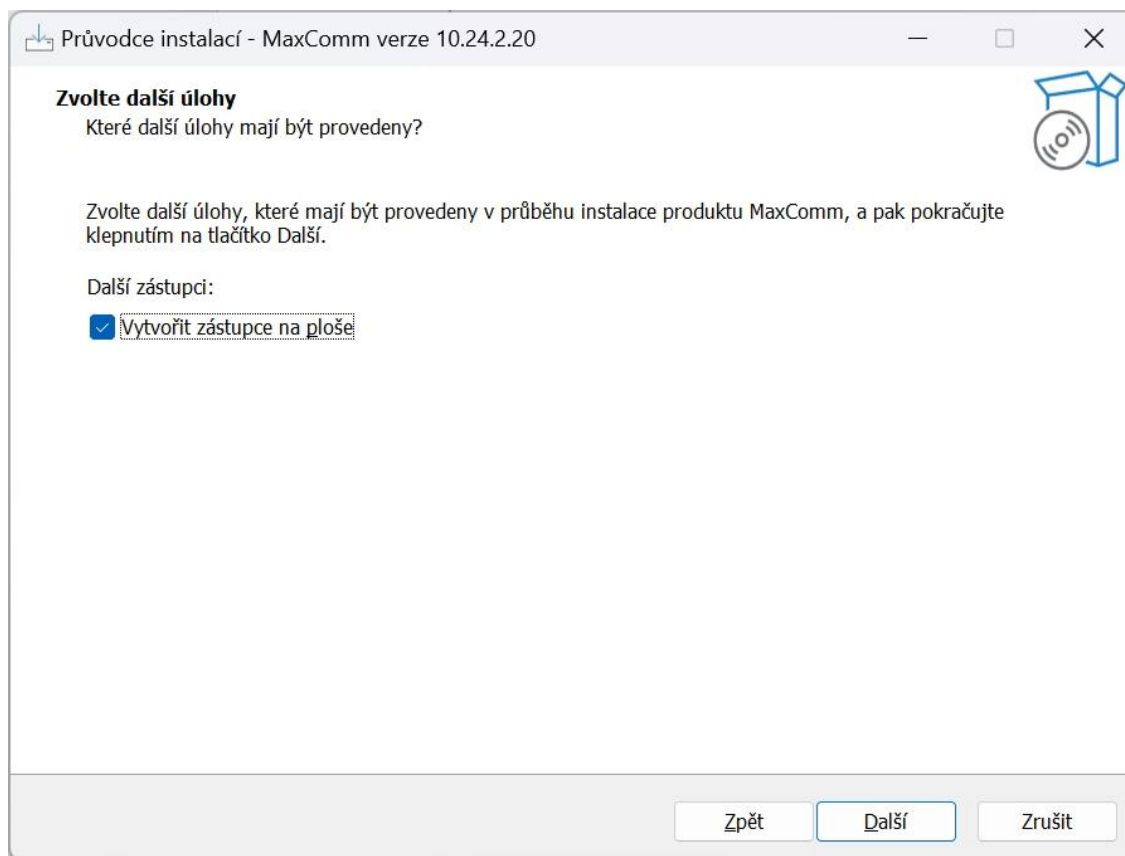 Průvodce instalací - MaxComm verze 10.24.2.20
Zvolte další úlohy
Které další úlohy mají být provedeny?
Zvolte další úlohy, které mají být provedeny v průběhu instalace produktu MaxComm, a pak pokračujte
klepnutím na tlačítko Další.
Další zástupci:
Vytvořit zástupce na ploše
Zpět
Další
Zrušit